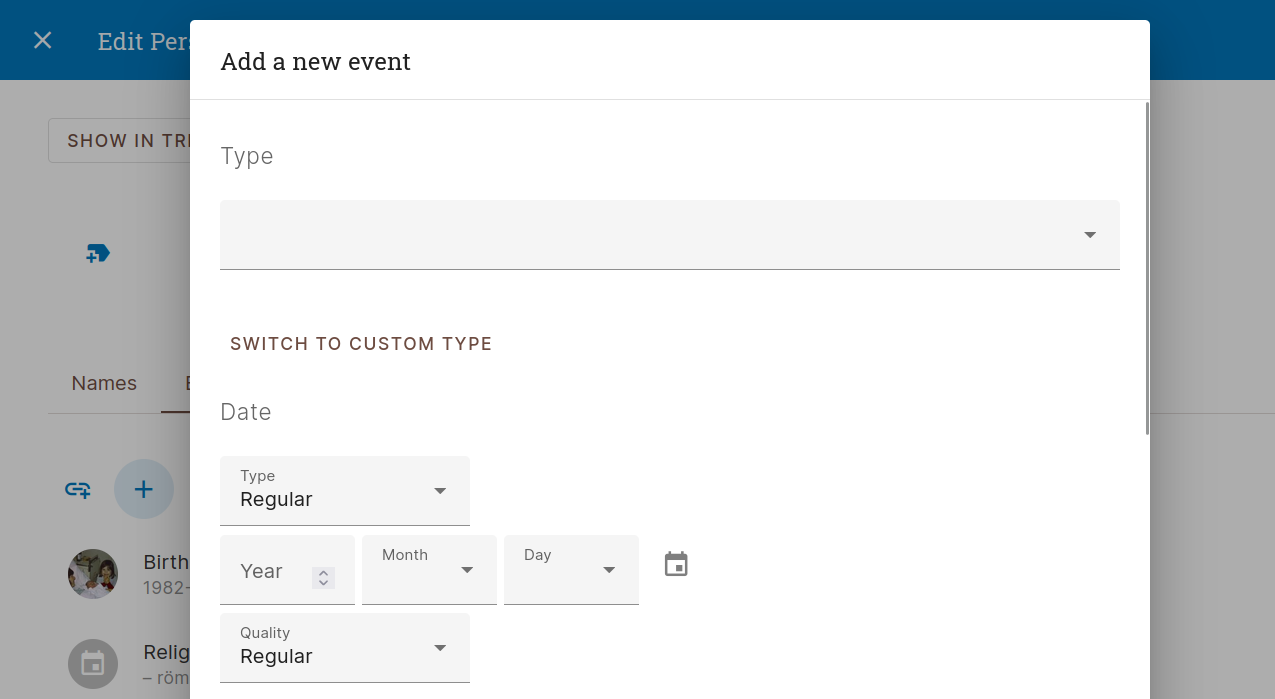 Edit Pers
Add a new event
SHOW IN TRE
Type
SWITCH TO CUSTOM TYPE
Names
Date
Type
Regular
Year
Month
Day
Birth
1982-
Quality
Regular
Relig
– röm